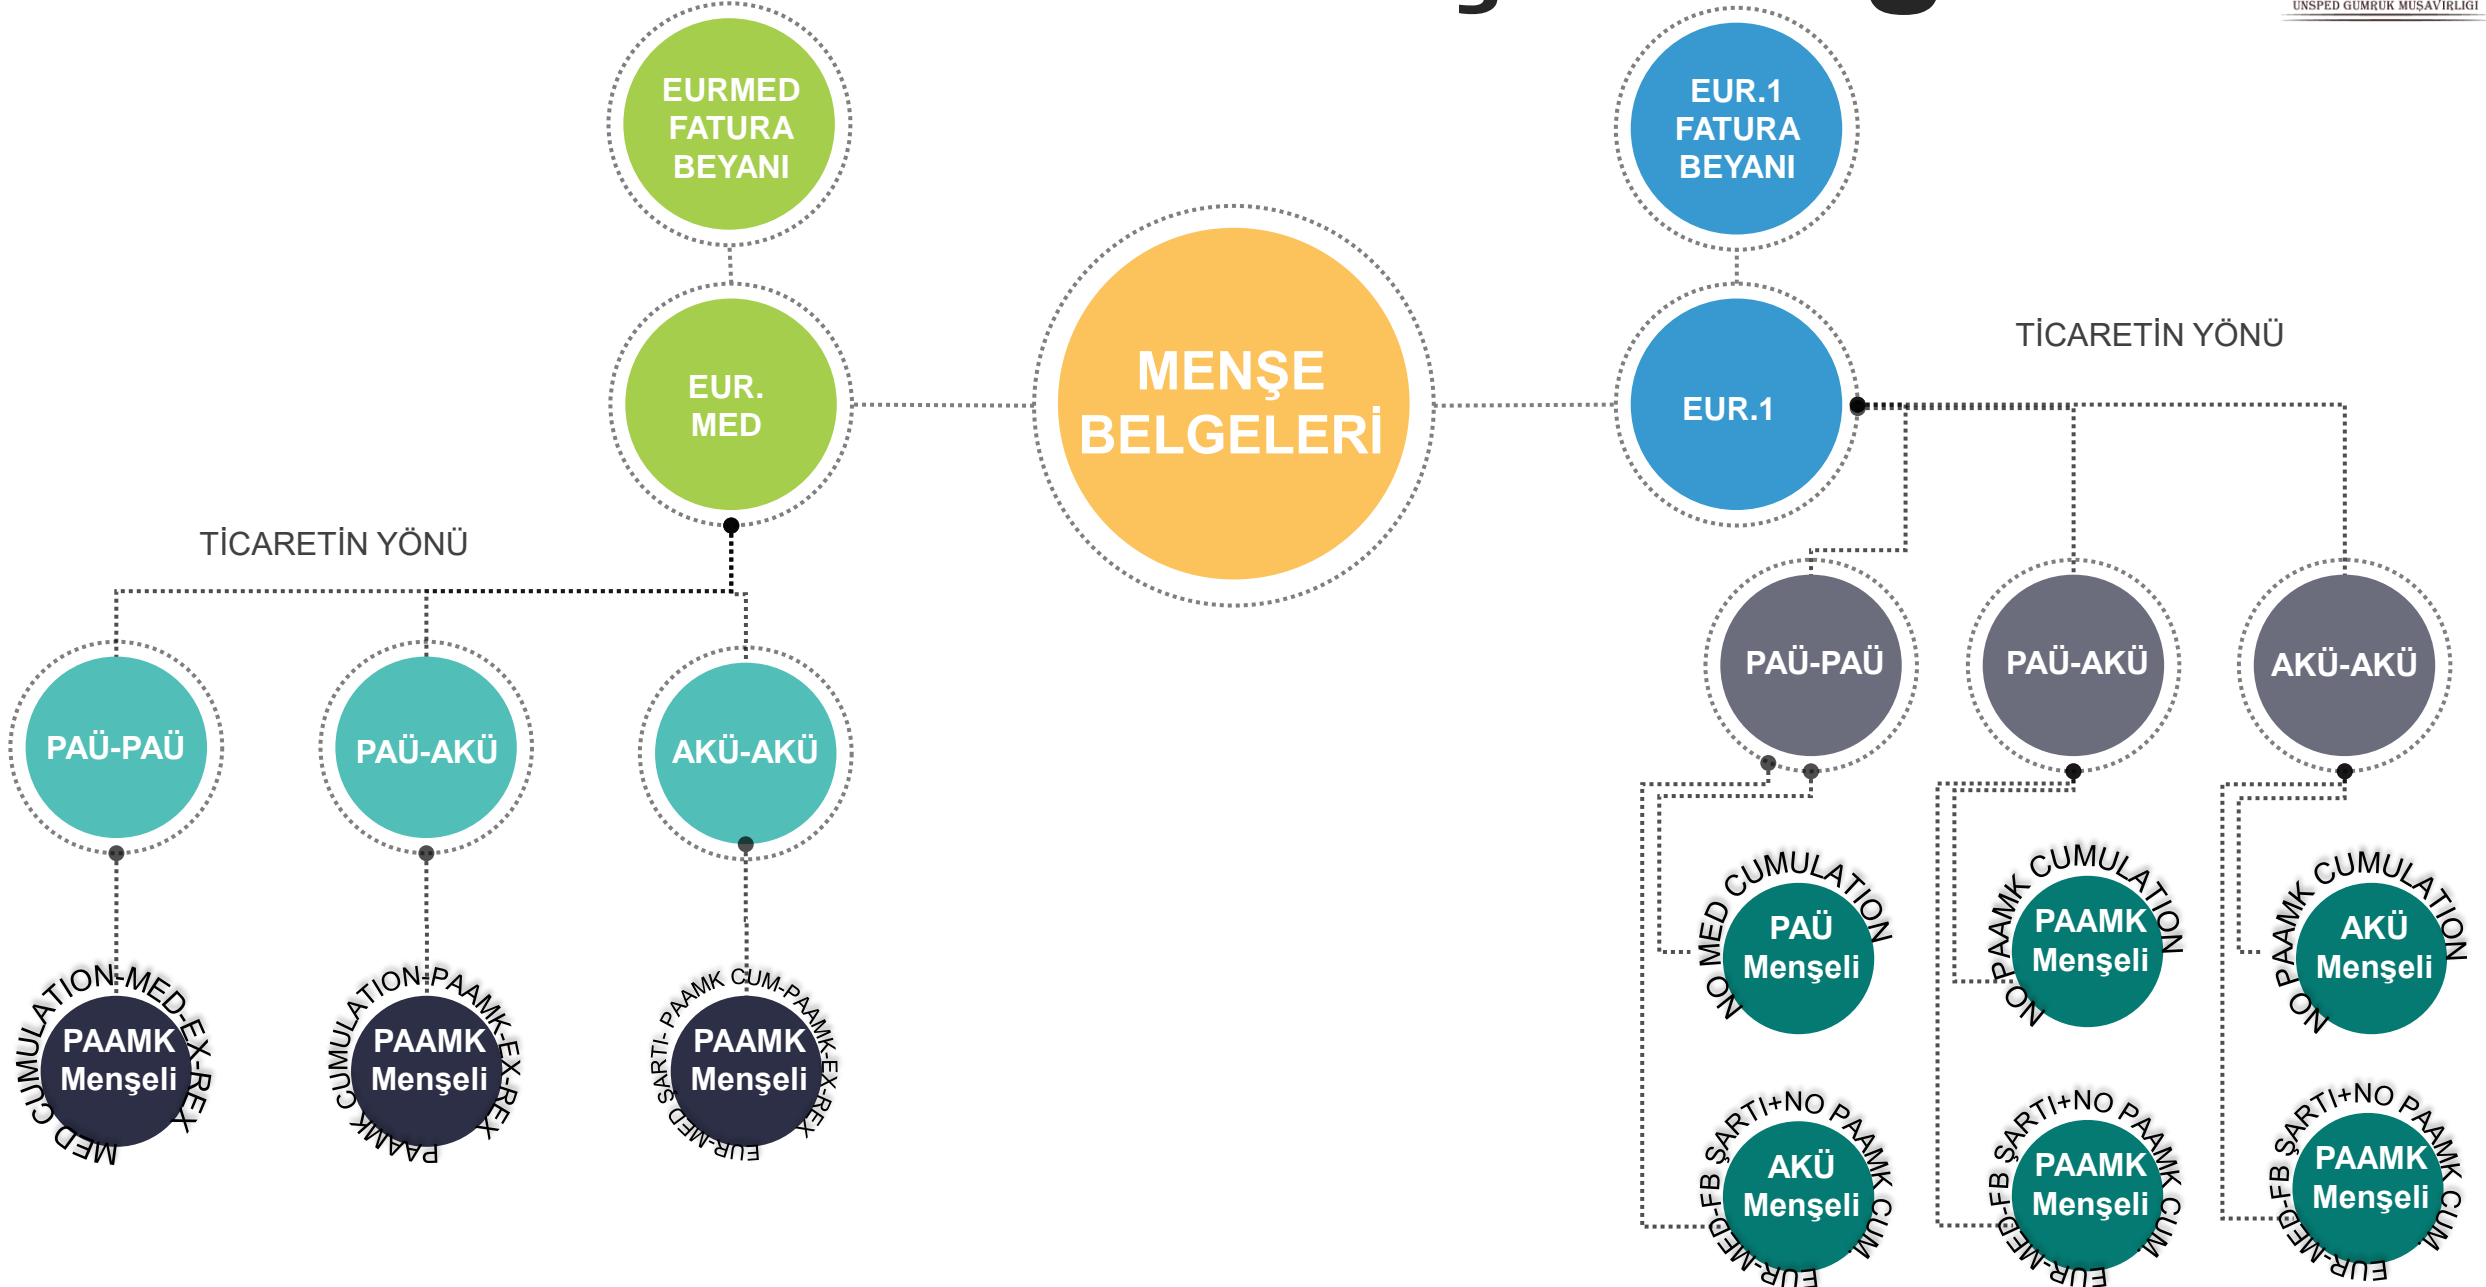 ÜNSPED GÜMRÜK MÜŞAVİRLİĞİ
EURMED
FATURA
BEYANI
EUR.1
FATURA
BEYANI
MENŞE
BELGELERİ
EUR.
MED
EUR.1
TİCARETİN YÖNÜ
TİCARETİN YÖNÜ
PAÜ-PAÜ
PAÜ-AKÜ
AKÜ-AKÜ
PAÜ-PAÜ
PAÜ-AKÜ
AKÜ-AKÜ
MED CUMULATION-MED-EX-REX
PAAMK
Menşeli
PAAMK CUMULATION-PAAMK-EX-REX
PAAMK
Menşeli
EUR-MED ŞARTI- PAAMK CUM-PAAMK-EX-REX
PAAMK
Menşeli
NO MED CUMULATION
PAÜ
Menşeli
NO PAAMK CUMULATION
PAAMK
Menşeli
NO PAAMK CUMULATION
AKÜ
Menşeli
EUR-MED-FB ŞARTI+NO PAAMK CUM.
AKÜ
Menşeli
EUR-MED-FB ŞARTI+NO PAAMK CUM.
PAAMK
Menşeli
EUR-MED-FB ŞARTI+NO PAAMK CUM.
PAAMK
Menşeli